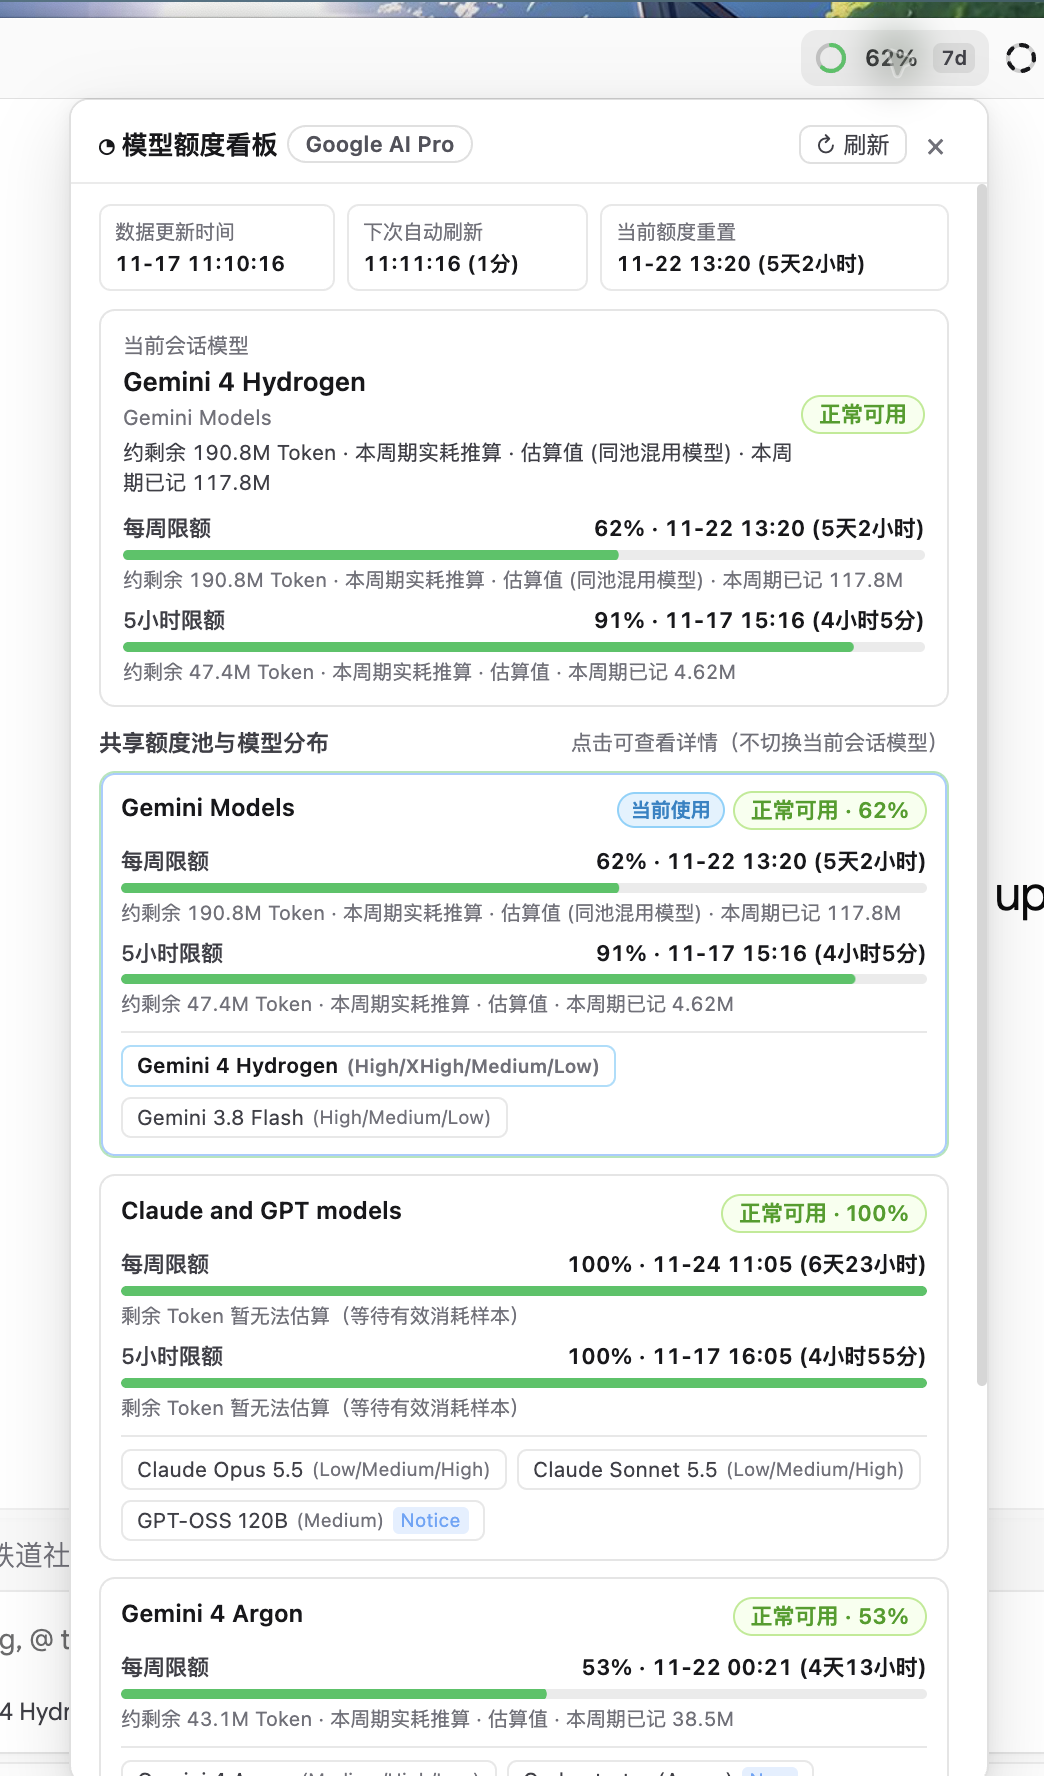 62% 7d
模型额度看板 Google AI Pro 刷新
数据更新时间 下次自动刷新 当前额度重置
11-17 11:10:16 11:11:16 (1分) 11-22 13:20 (5天2小时)
当前会话模型
Gemini 4 Hydrogen
Gemini Models 正常可用
约剩余 190.8M Token · 本周期实耗推算 · 估算值 (同池混用模型) · 本周
期已记 117.8M
每周限额 62% · 11-22 13:20 (5天2小时)
约剩余 190.8M Token · 本周期实耗推算 · 估算值 (同池混用模型) · 本周期已记 117.8M
5小时限额 91% · 11-17 15:16 (4小时5分)
约剩余 47.4M Token · 本周期实耗推算 · 估算值 · 本周期已记 4.62M
共享额度池与模型分布 点击可查看详情（不切换当前会话模型）
Gemini Models 当前使用 正常可用 · 62%
每周限额 62% · 11-22 13:20 (5天2小时)
up
约剩余 190.8M Token · 本周期实耗推算 · 估算值 (同池混用模型) · 本周期已记 117.8M
5小时限额 91% · 11-17 15:16 (4小时5分)
约剩余 47.4M Token · 本周期实耗推算 · 估算值 · 本周期已记 4.62M
Gemini 4 Hydrogen (High/XHigh/Medium/Low)
Gemini 3.8 Flash (High/Medium/Low)
Claude and GPT models 正常可用 · 100%
每周限额 100% · 11-24 11:05 (6天23小时)
剩余 Token 暂无法估算（等待有效消耗样本）
5小时限额 100% · 11-17 16:05 (4小时55分)
剩余 Token 暂无法估算（等待有效消耗样本）
Claude Opus 5.5 (Low/Medium/High) Claude Sonnet 5.5 (Low/Medium/High)
GPT-OSS 120B (Medium) Notice
铁道社
Gemini 4 Argon 正常可用 · 53%
g, @ t
每周限额 53% · 11-22 00:21 (4天13小时)
4 Hydr
约剩余 43.1M Token · 本周期实耗推算 · 估算值 · 本周期已记 38.5M